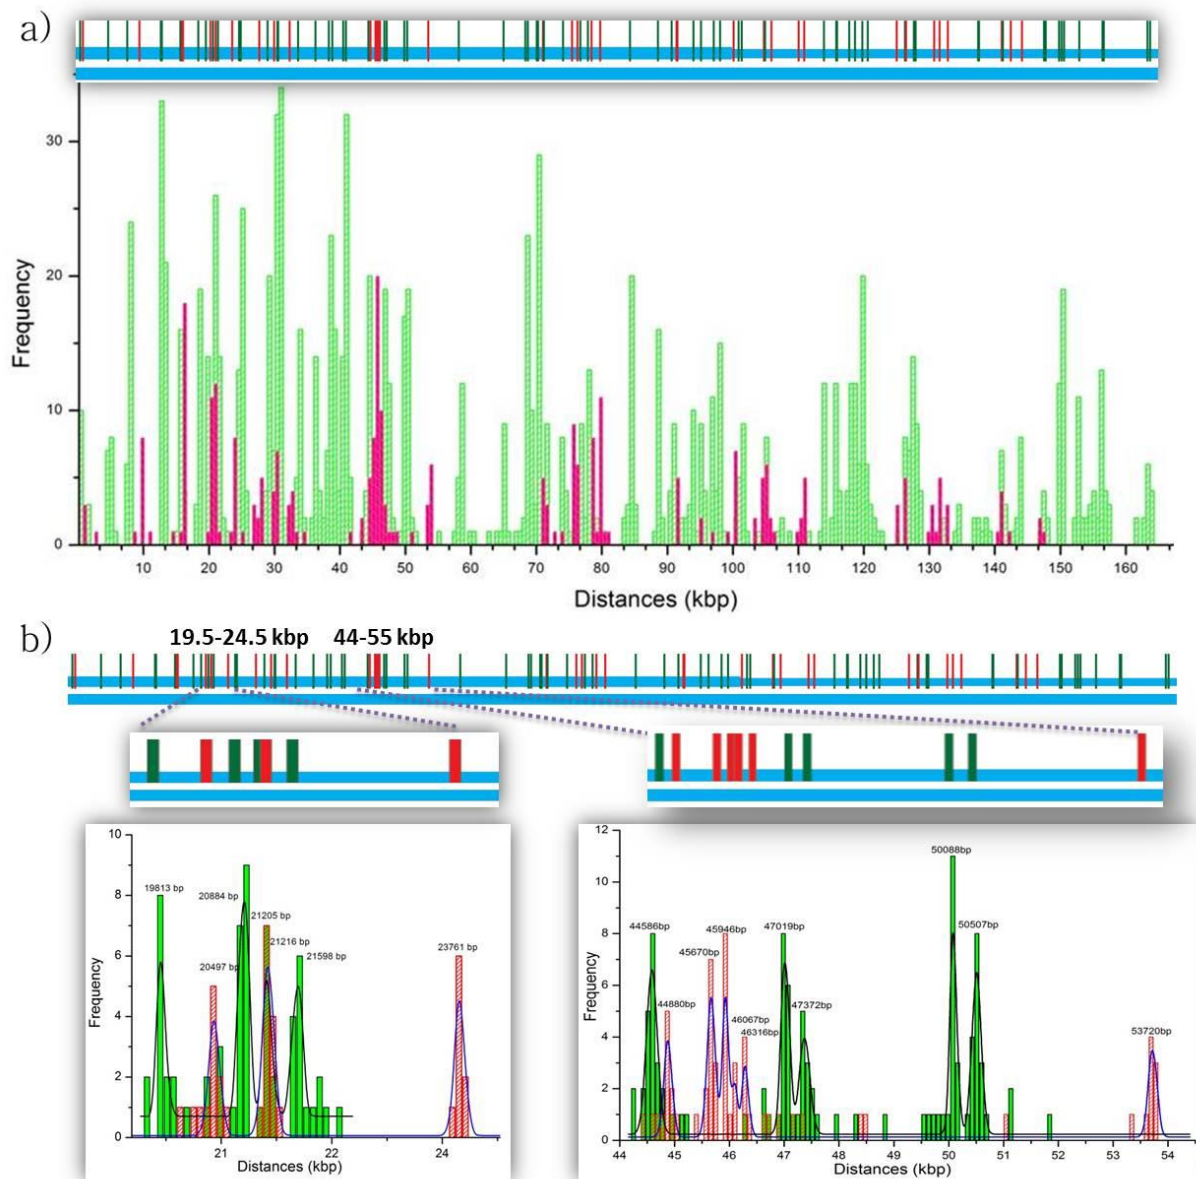 a)
30
20
10
0
Frequency
10 20 30 40 50 60 70 80 90 100 110 120 130 140 150 160
Distances (kbp)
b)
19.5-24.5 kbp 44-55 kbp
10
8
6
4
2
0
Frequency
19813 bp
20497 bp
20884 bp
21205 bp
21216 bp
21598 bp
23761 bp
21 22 24
Distances (kbp)
12
10
8
6
4
2
0
Frequency
44586bp
44880bp
45670bp
45946bp
46067bp
46316bp
47019bp
47372bp
50088bp
50507bp
53720bp
44 45 46 47 48 49 50 51 52 53 54
Distances (kbp)